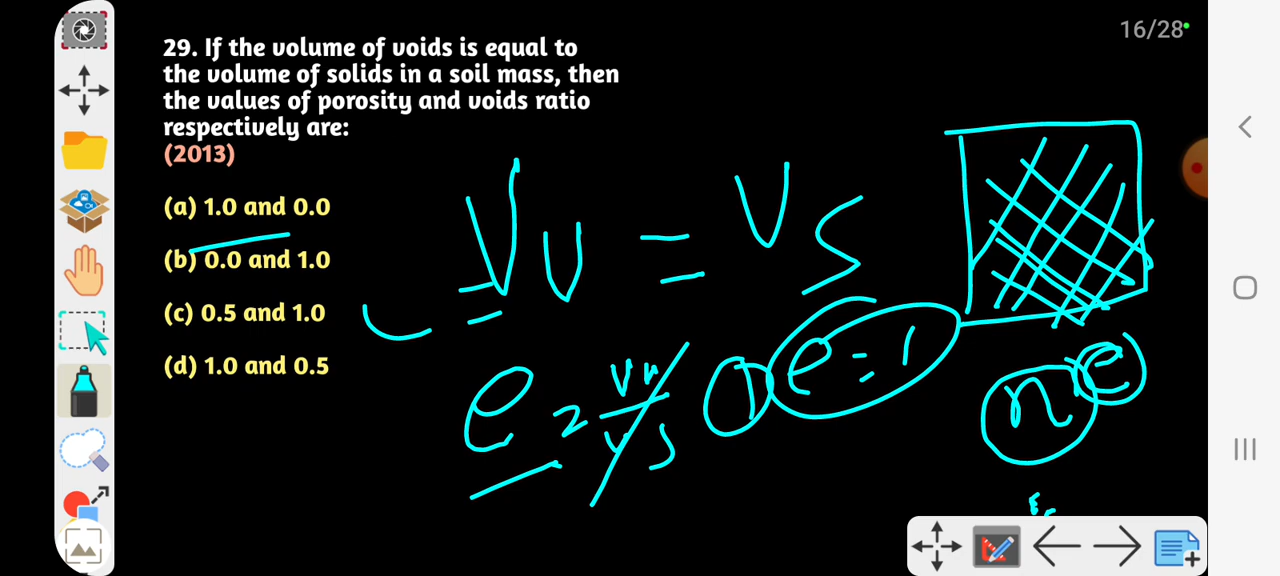 16/28
29. If the volume of voids is equal to
the volume of solids in a soil mass, then
the values of porosity and voids ratio
respectively are:
(2013)
(a) 1.0 and 0.0
(b) 0.0 and 1.0
(c) 0.5 and 1.0
(d) 1.0 and 0.5
Vv = Vs
e = Vv/Vs ① e = 1
n e